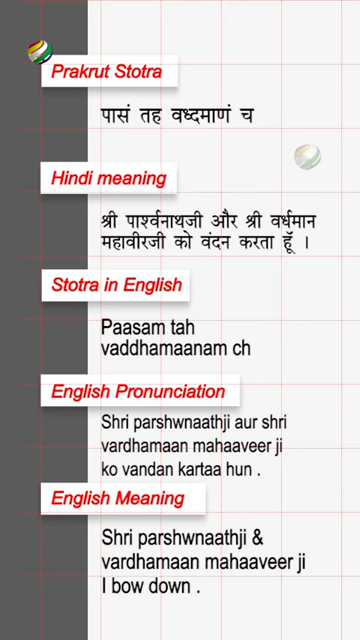 Prakrut Stotra
पासं तह वध्दमाणं च
Hindi meaning
श्री पार्श्वनाथजी और श्री वर्धमान
महावीरजी को वंदन करता हूॅं ।
Stotra in English
Paasam tah
vaddhamaanam ch
English Pronunciation
Shri parshwnaathji aur shri
vardhamaan mahaaveer ji
ko vandan kartaa hun .
English Meaning
Shri parshwnaathji &
vardhamaan mahaaveer ji
I bow down .